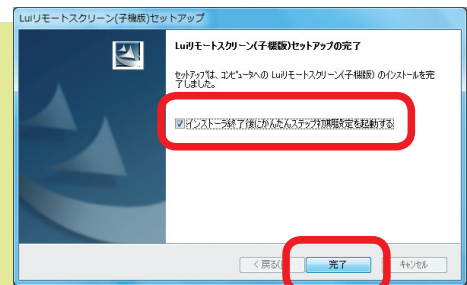 Luiリモートスクリーン(子機版)セットアップ
Luiリモートスクリーン(子機版)セットアップの完了
セットアップは、コンピュータへの Luiリモートスクリーン(子機版) のインストールを完
了しました。
インストーラ終了後にかんたんステップ初期設定を起動する
< 戻る(
完了
キャンセル